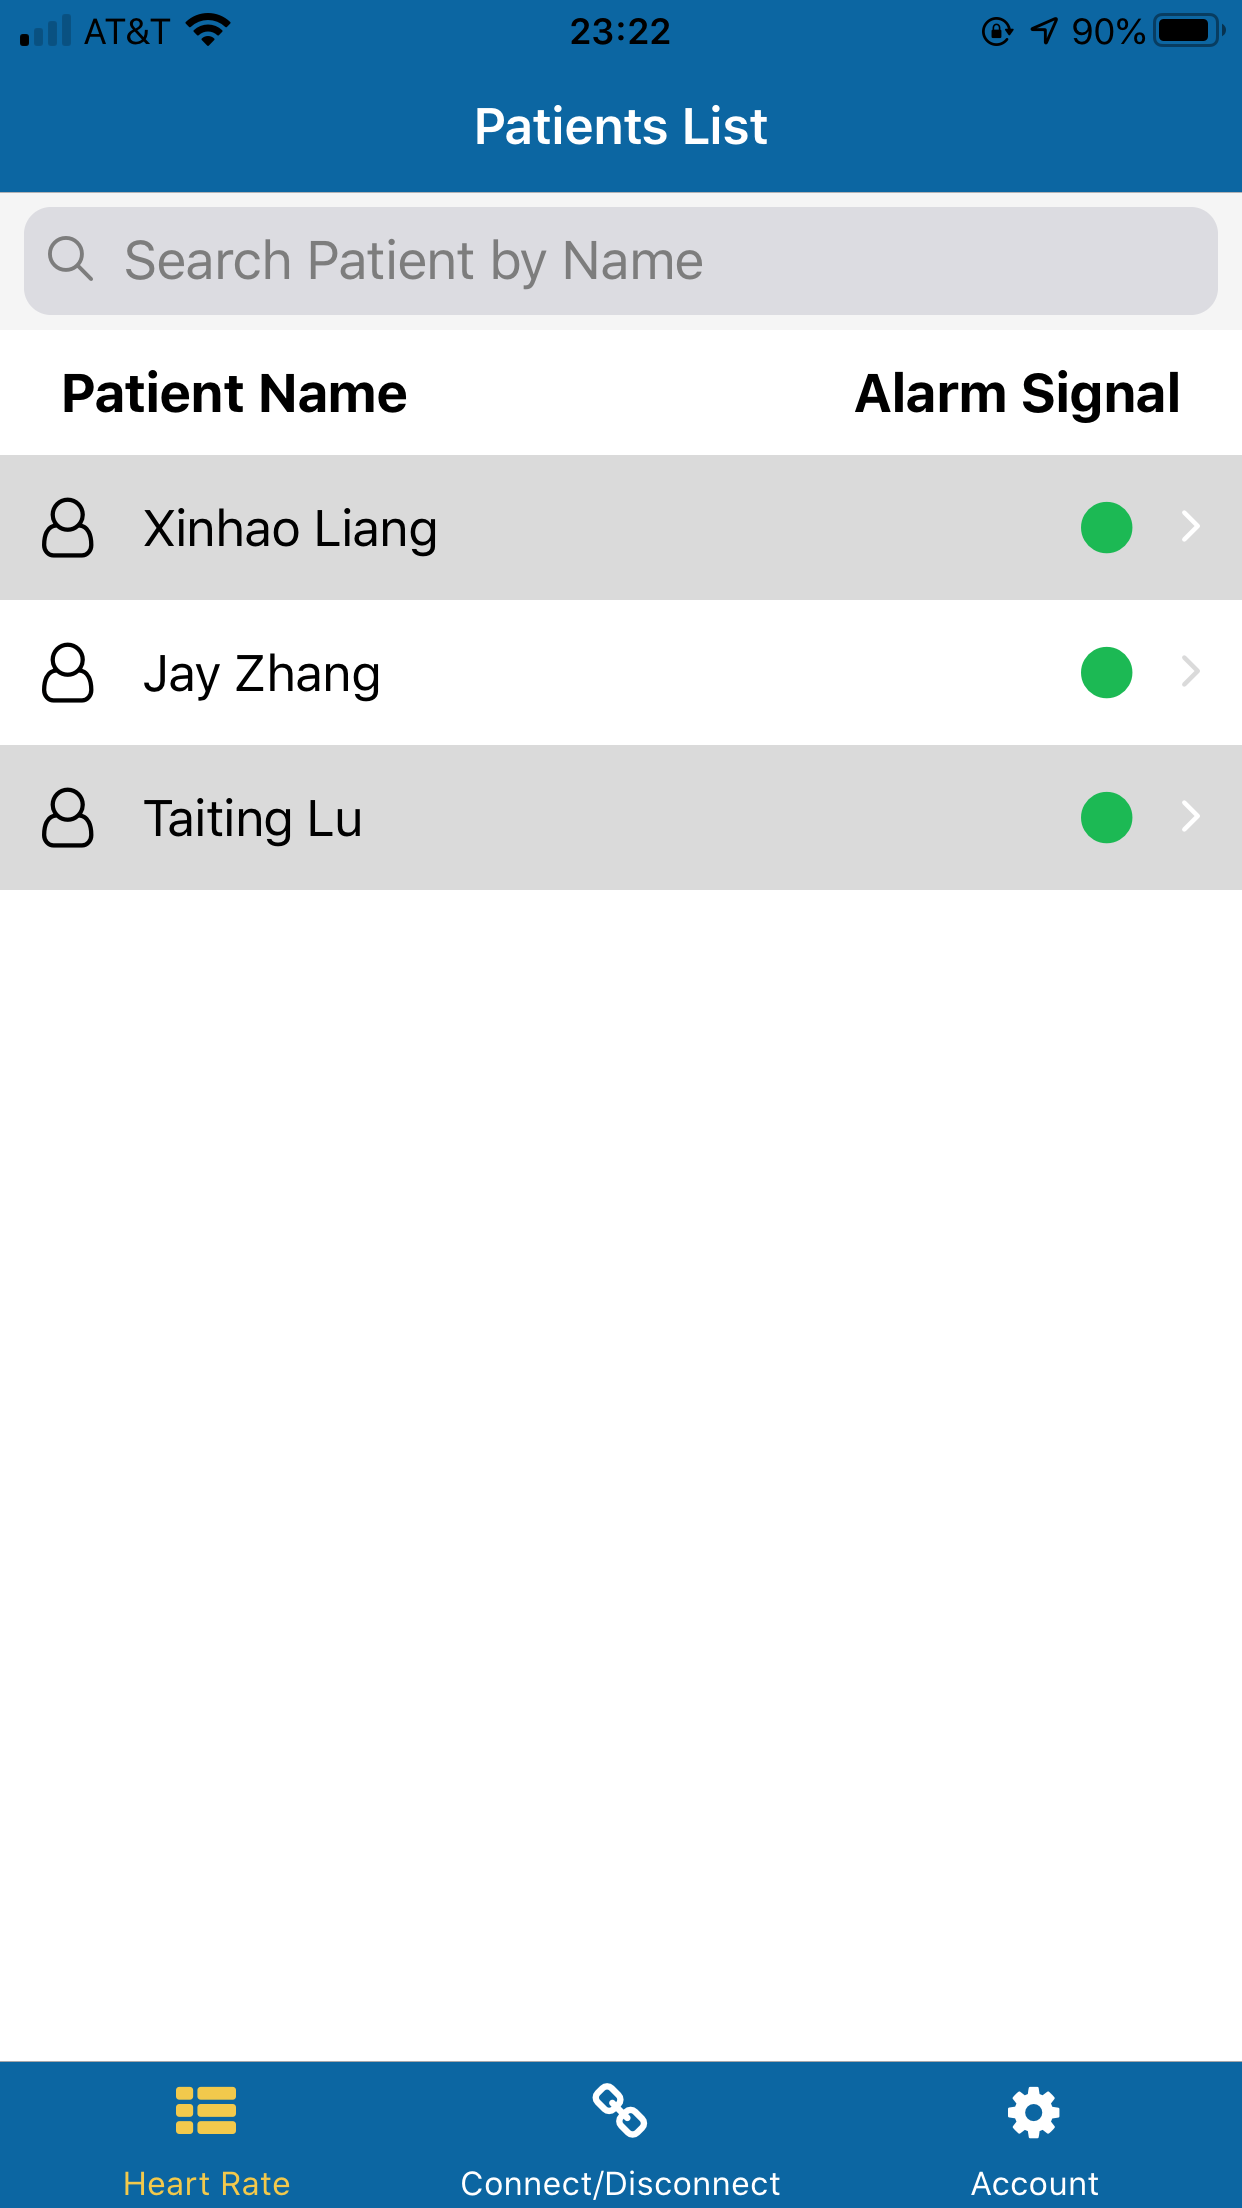 AT&T 23:22 90%
Patients List
Search Patient by Name
Patient Name Alarm Signal
Xinhao Liang
Jay Zhang
Taiting Lu
Heart Rate Connect/Disconnect Account